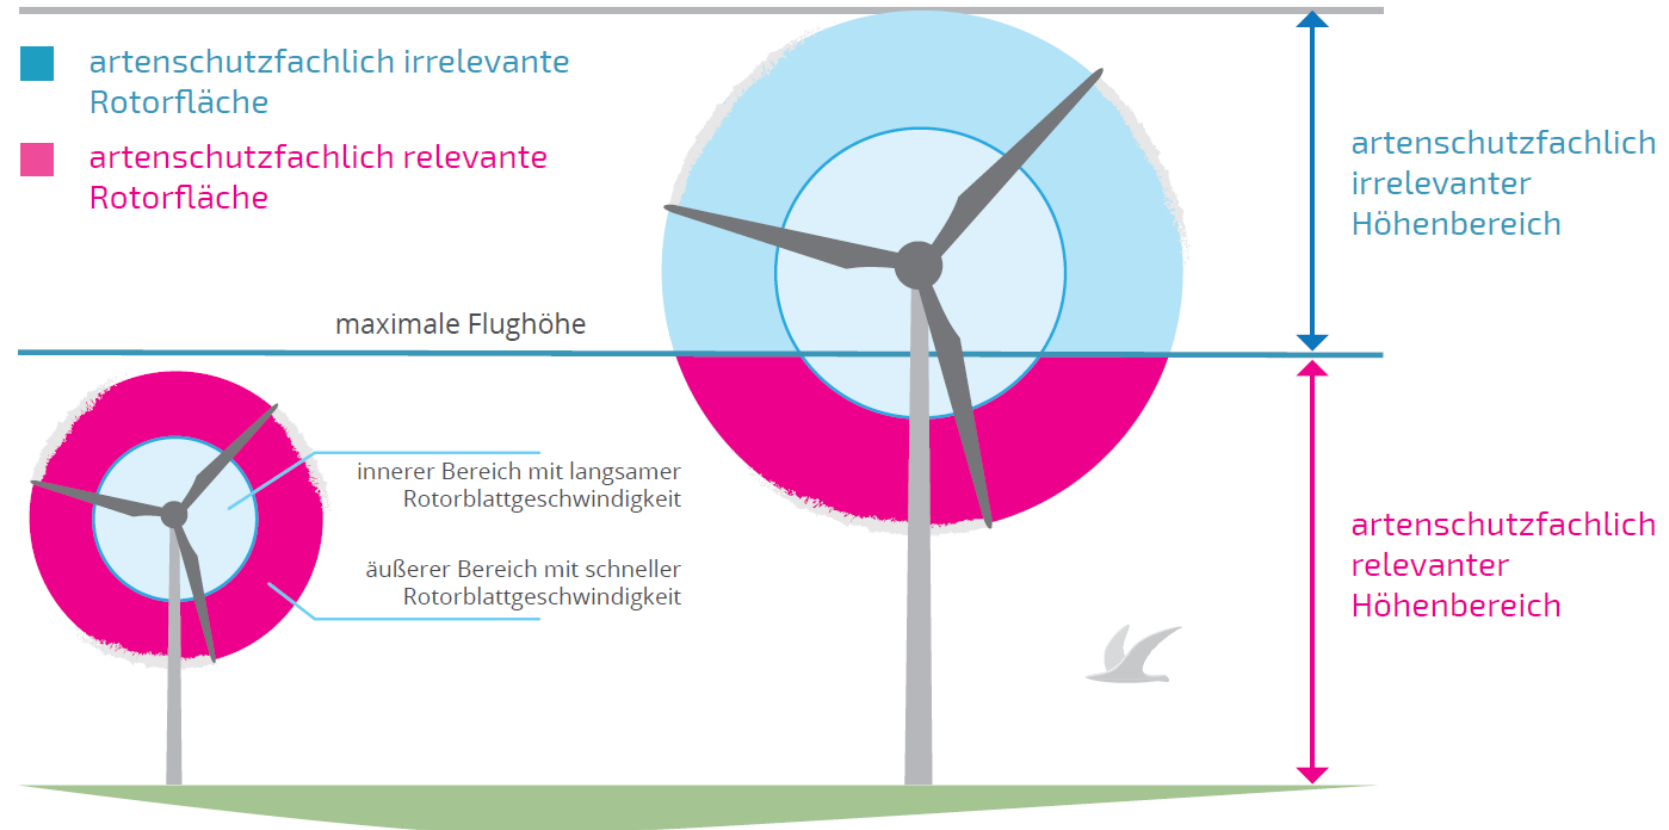 artenschutzfachlich irrelevante
Rotorfläche
artenschutzfachlich relevante
Rotorfläche
artenschutzfachlich
irrelevanter
Höhenbereich
maximale Flughöhe
innerer Bereich mit langsamer
Rotorblattgeschwindigkeit
äußerer Bereich mit schneller
Rotorblattgeschwindigkeit
artenschutzfachlich
relevanter
Höhenbereich